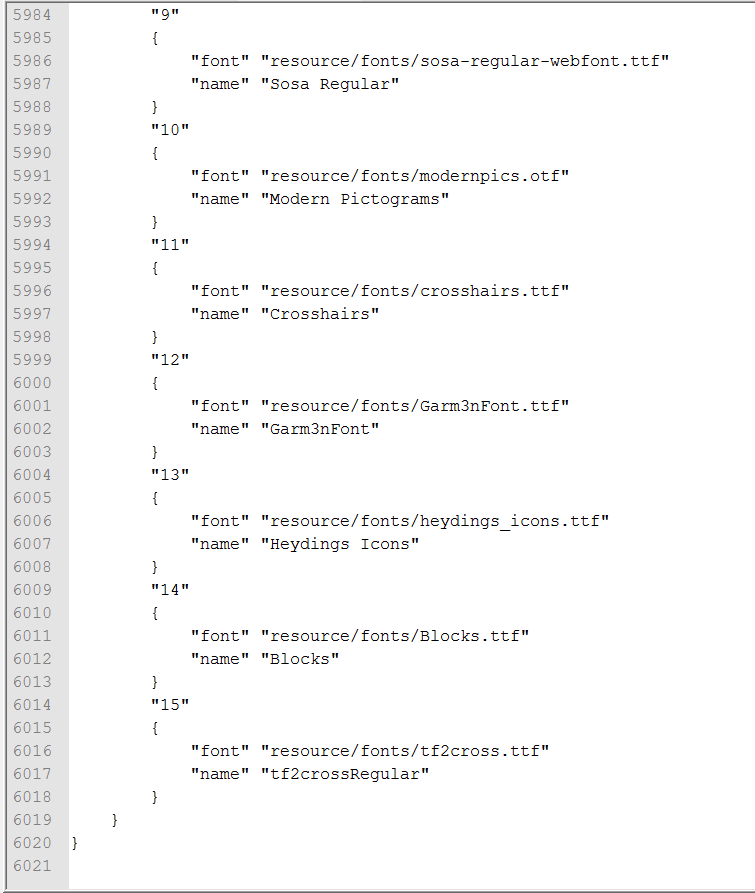 5984 "9"
5985 {
5986 "font" "resource/fonts/sosa-regular-webfont.ttf"
5987 "name" "Sosa Regular"
5988 }
5989 "10"
5990 {
5991 "font" "resource/fonts/modernpics.otf"
5992 "name" "Modern Pictograms"
5993 }
5994 "11"
5995 {
5996 "font" "resource/fonts/crosshairs.ttf"
5997 "name" "Crosshairs"
5998 }
5999 "12"
6000 {
6001 "font" "resource/fonts/Garm3nFont.ttf"
6002 "name" "Garm3nFont"
6003 }
6004 "13"
6005 {
6006 "font" "resource/fonts/heydings_icons.ttf"
6007 "name" "Heydings Icons"
6008 }
6009 "14"
6010 {
6011 "font" "resource/fonts/Blocks.ttf"
6012 "name" "Blocks"
6013 }
6014 "15"
6015 {
6016 "font" "resource/fonts/tf2cross.ttf"
6017 "name" "tf2crossRegular"
6018 }
6019 }
6020 }
6021